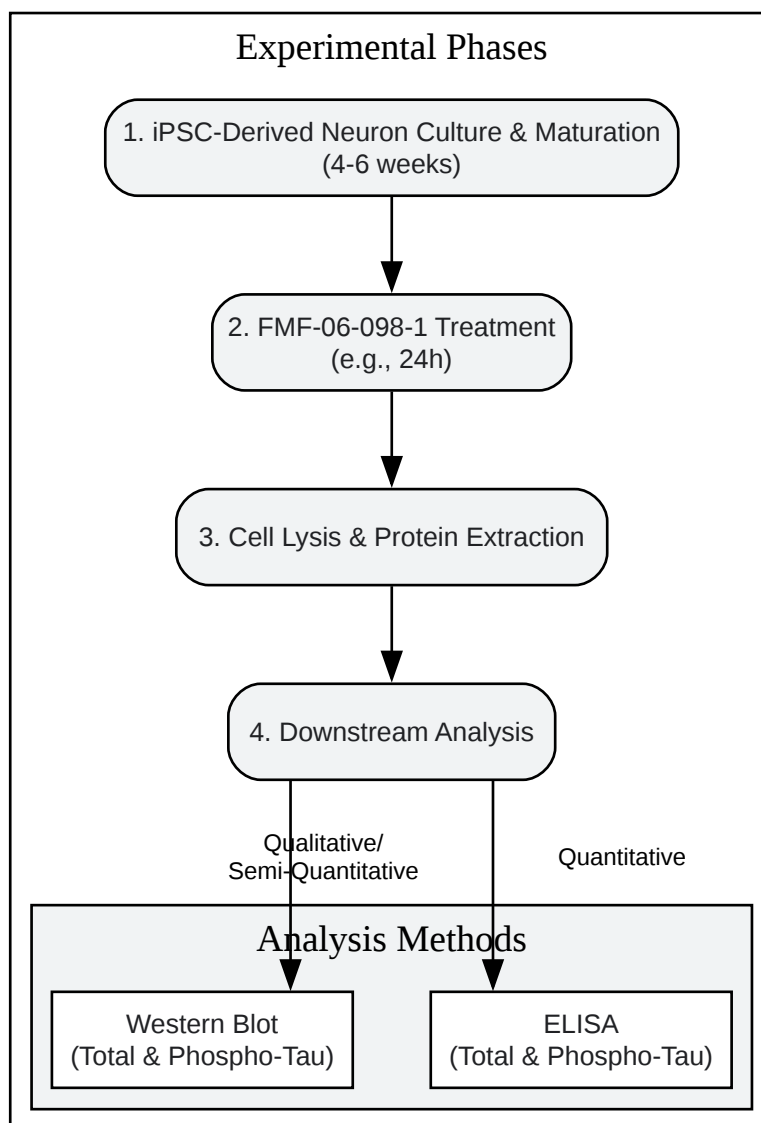 Experimental Phases
1. iPSC-Derived Neuron Culture & Maturation
(4-6 weeks)
2. FMF-06-098-1 Treatment
(e.g., 24h)
3. Cell Lysis & Protein Extraction
4. Downstream Analysis
Qualitative/
Semi-Quantitative
Quantitative
Analysis Methods
Western Blot
(Total & Phospho-Tau)
ELISA
(Total & Phospho-Tau)